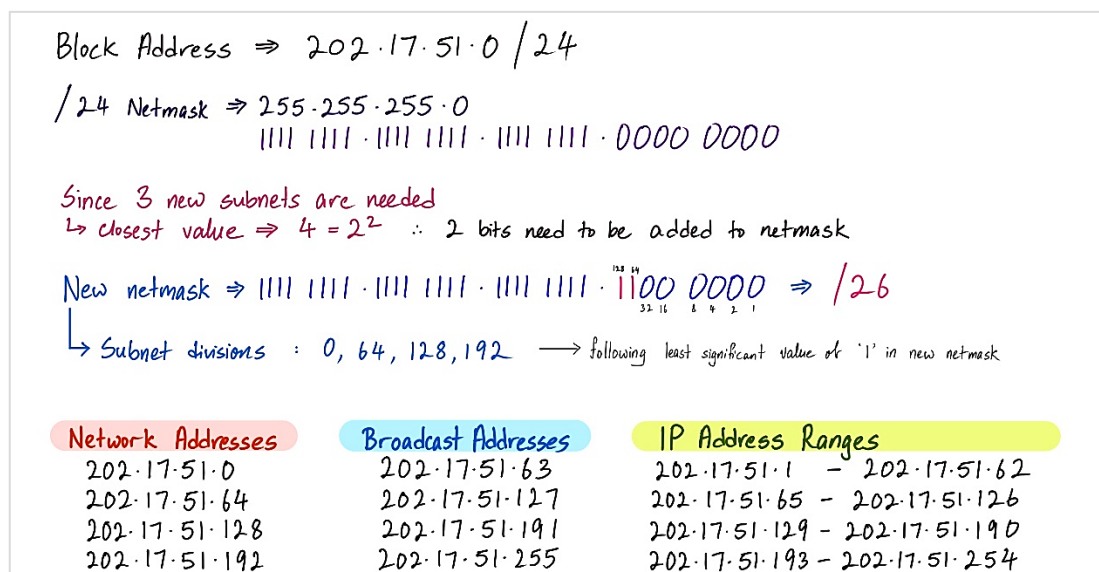 Block Address ⇒ 202.17.51.0 /24
/24 Netmask ⇒ 255.255.255.0
1111 1111 . 1111 1111 . 1111 1111 . 0000 0000
Since 3 new subnets are needed
↳ closest value ⇒ 4 = 2² ∴ 2 bits need to be added to netmask
128 64
New netmask ⇒ 1111 1111 . 1111 1111 . 1111 1111 . 1100 0000 ⇒ /26
32 16 8 4 2 1
↳ Subnet divisions : 0, 64, 128, 192 → following least significant value of '1' in new netmask
Network Addresses Broadcast Addresses IP Address Ranges
202.17.51.0 202.17.51.63 202.17.51.1 - 202.17.51.62
202.17.51.64 202.17.51.127 202.17.51.65 - 202.17.51.126
202.17.51.128 202.17.51.191 202.17.51.129 - 202.17.51.190
202.17.51.192 202.17.51.255 202.17.51.193 - 202.17.51.254